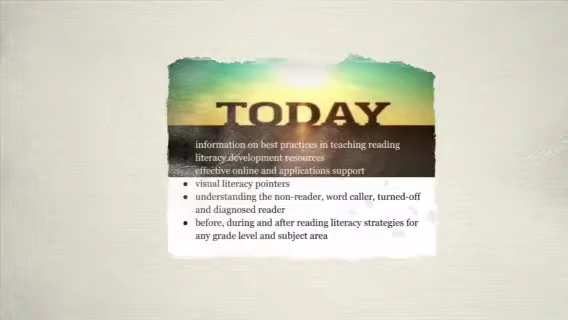 TODAY
information on best practices in teaching reading
literacy development resources
effective online and applications support
● visual literacy pointers
● understanding the non-reader, word caller, turned-off
and diagnosed reader
● before, during and after reading literacy strategies for
any grade level and subject area